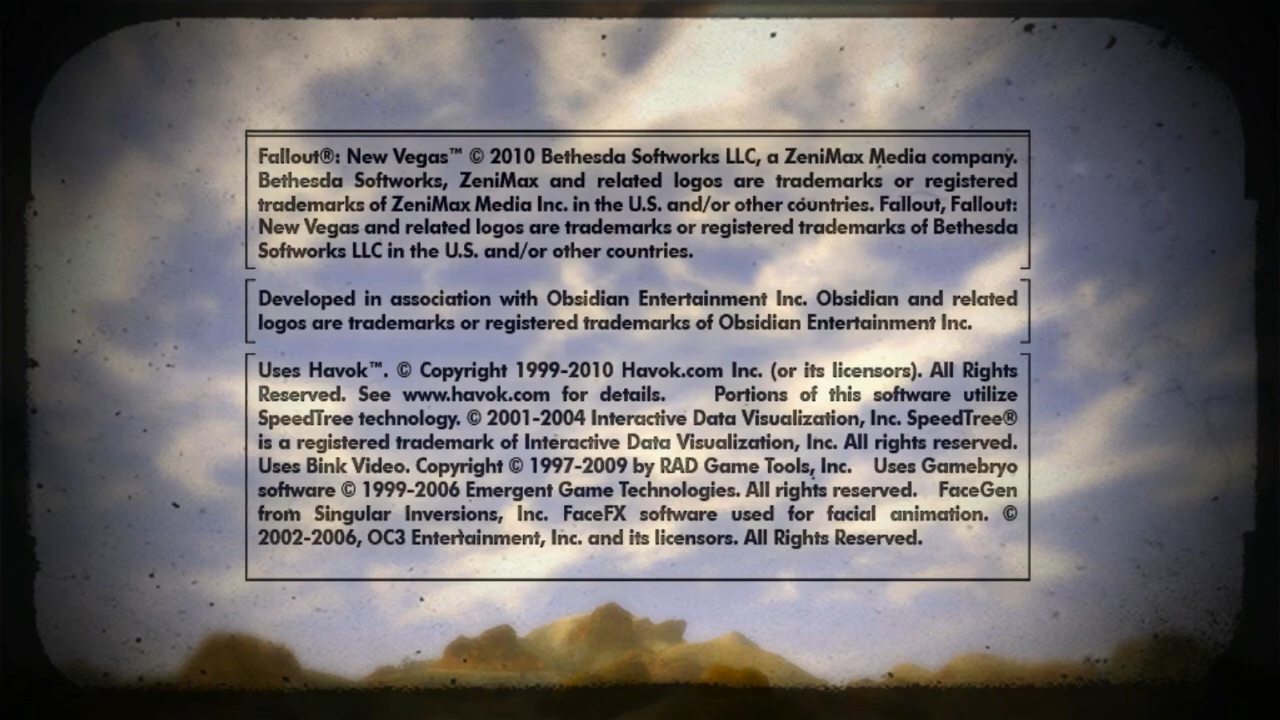 Fallout®: New Vegas™ © 2010 Bethesda Softworks LLC, a ZeniMax Media company.
Bethesda Softworks, ZeniMax and related logos are trademarks or registered
trademarks of ZeniMax Media Inc. in the U.S. and/or other countries. Fallout, Fallout:
New Vegas and related logos are trademarks or registered trademarks of Bethesda
Softworks LLC in the U.S. and/or other countries.
Developed in association with Obsidian Entertainment Inc. Obsidian and related
logos are trademarks or registered trademarks of Obsidian Entertainment Inc.
Uses Havok™. © Copyright 1999-2010 Havok.com Inc. (or its licensors). All Rights
Reserved. See www.havok.com for details. Portions of this software utilize
SpeedTree technology. © 2001-2004 Interactive Data Visualization, Inc. SpeedTree®
is a registered trademark of Interactive Data Visualization, Inc. All rights reserved.
Uses Bink Video. Copyright © 1997-2009 by RAD Game Tools, Inc. Uses Gamebryo
software © 1999-2006 Emergent Game Technologies. All rights reserved. FaceGen
from Singular Inversions, Inc. FaceFX software used for facial animation. ©
2002-2006, OC3 Entertainment, Inc. and its licensors. All Rights Reserved.